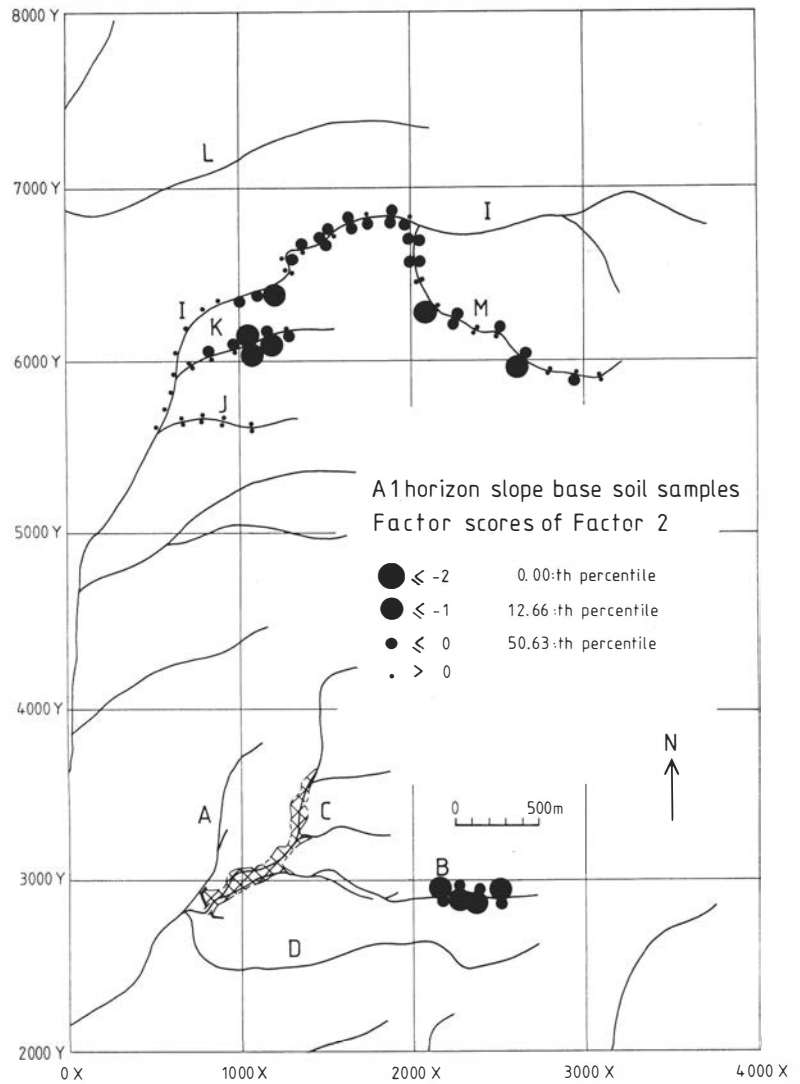 8000 Y
L
7000 Y
I
I
M
K
6000 Y
J
A1 horizon slope base soil samples
Factor scores of Factor 2
5000 Y
⩽ -2 0.00:th percentile
⩽ -1 12.66:th percentile
⩽ 0 50.63:th percentile
> 0
4000 Y
N
A
C
0 500m
B
3000 Y
D
2000 Y
0 X 1000 X 2000 X 3000 X 4000 X